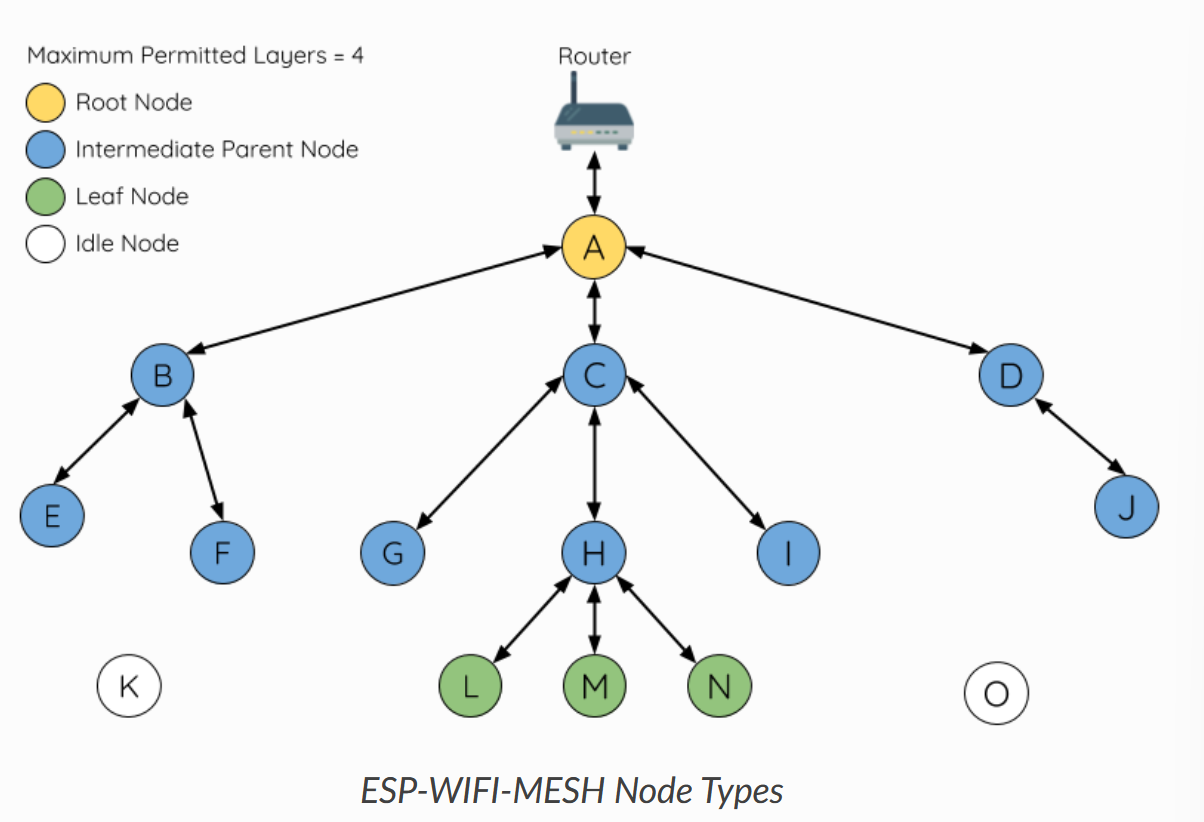 Maximum Permitted Layers = 4
Root Node
Intermediate Parent Node
Leaf Node
Idle Node
Router
A
B
C
D
E
F
G
H
I
J
K
L
M
N
O
ESP-WIFI-MESH Node Types